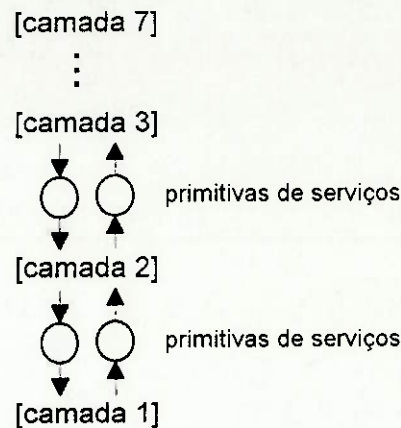 [camada 7]
[camada 3]
primitivas de serviços
[camada 2]
primitivas de serviços
[camada 1]